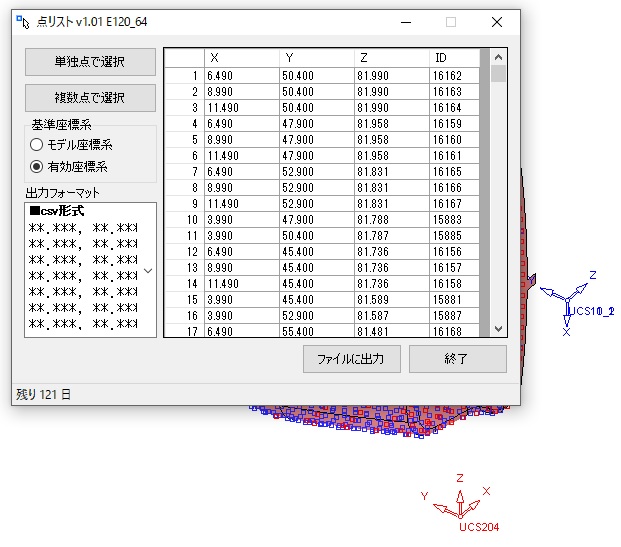 点リスト v1.01 E120_64
単独点で選択
複数点で選択
基準座標系
モデル座標系
有効座標系
出力フォーマット
■csv形式
**.***, **.***
**.***, **.***
**.***, **.***
**.***, **.***
**.***, **.***
**.***, **.***
**.***, **.***
X Y Z ID
1 6.490 50.400 81.990 16162
2 8.990 50.400 81.990 16163
3 11.490 50.400 81.990 16164
4 6.490 47.900 81.958 16159
5 8.990 47.900 81.958 16160
6 11.490 47.900 81.958 16161
7 6.490 52.900 81.831 16165
8 8.990 52.900 81.831 16166
9 11.490 52.900 81.831 16167
10 3.990 47.900 81.788 15883
11 3.990 50.400 81.787 15885
12 6.490 45.400 81.736 16156
13 8.990 45.400 81.736 16157
14 11.490 45.400 81.736 16158
15 3.990 45.400 81.589 15881
16 3.990 52.900 81.587 15887
17 6.490 55.400 81.481 16168
ファイルに出力
終了
残り 121 日
Z
X
Z
Y
X
UCS204